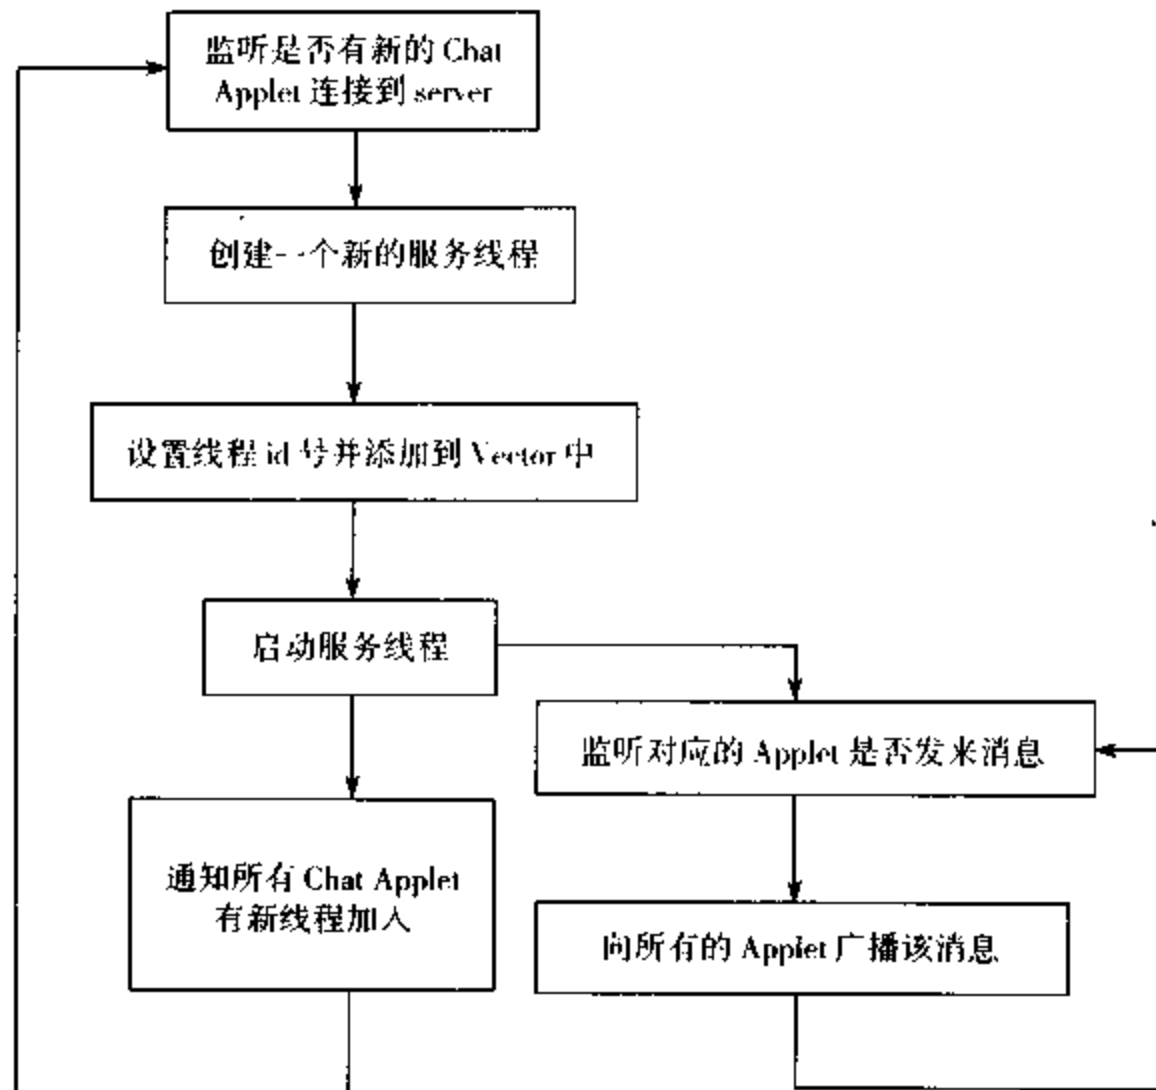 监听是否有新的 Chat
Applet 连接到 server
创建一个新的服务线程
设置线程 id 号并添加到 Vector 中
启动服务线程
监听对应的 Applet 是否发来消息
通知所有 Chat Applet
有新线程加入
向所有的 Applet 广播该消息